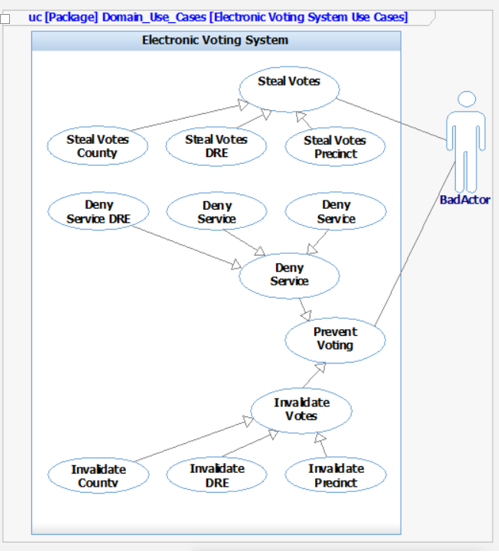 uc [Package] Domain_Use_Cases [Electronic Voting System Use Cases]
Electronic Voting System
Steal Votes
Steal Votes
County
Steal Votes
DRE
Steal Votes
Precinct
BadActor
Deny
Service DRE
Deny
Service
Deny
Service
Deny
Service
Prevent
Voting
Invalidate
Votes
Invalidate
County
Invalidate
DRE
Invalidate
Precinct